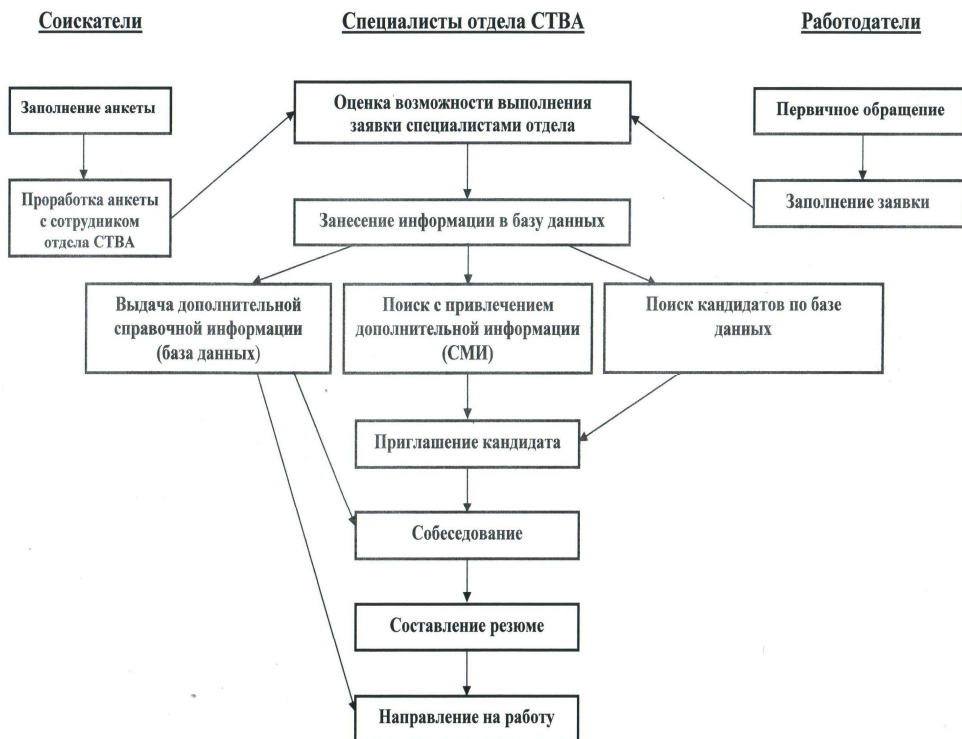 Соискатели
Специалисты отдела СТВА
Работодатели
Заполнение анкеты
Оценка возможности выполнения
заявки специалистами отдела
Первичное обращение
Проработка анкеты
с сотрудником
отдела СТВА
Занесение информации в базу данных
Заполнение заявки
Выдача дополнительной
справочной информации
(база данных)
Поиск с привлечением
дополнительной информации
(СМИ)
Поиск кандидатов по базе
данных
Приглашение кандидата
Собеседование
Составление резюме
Направление на работу